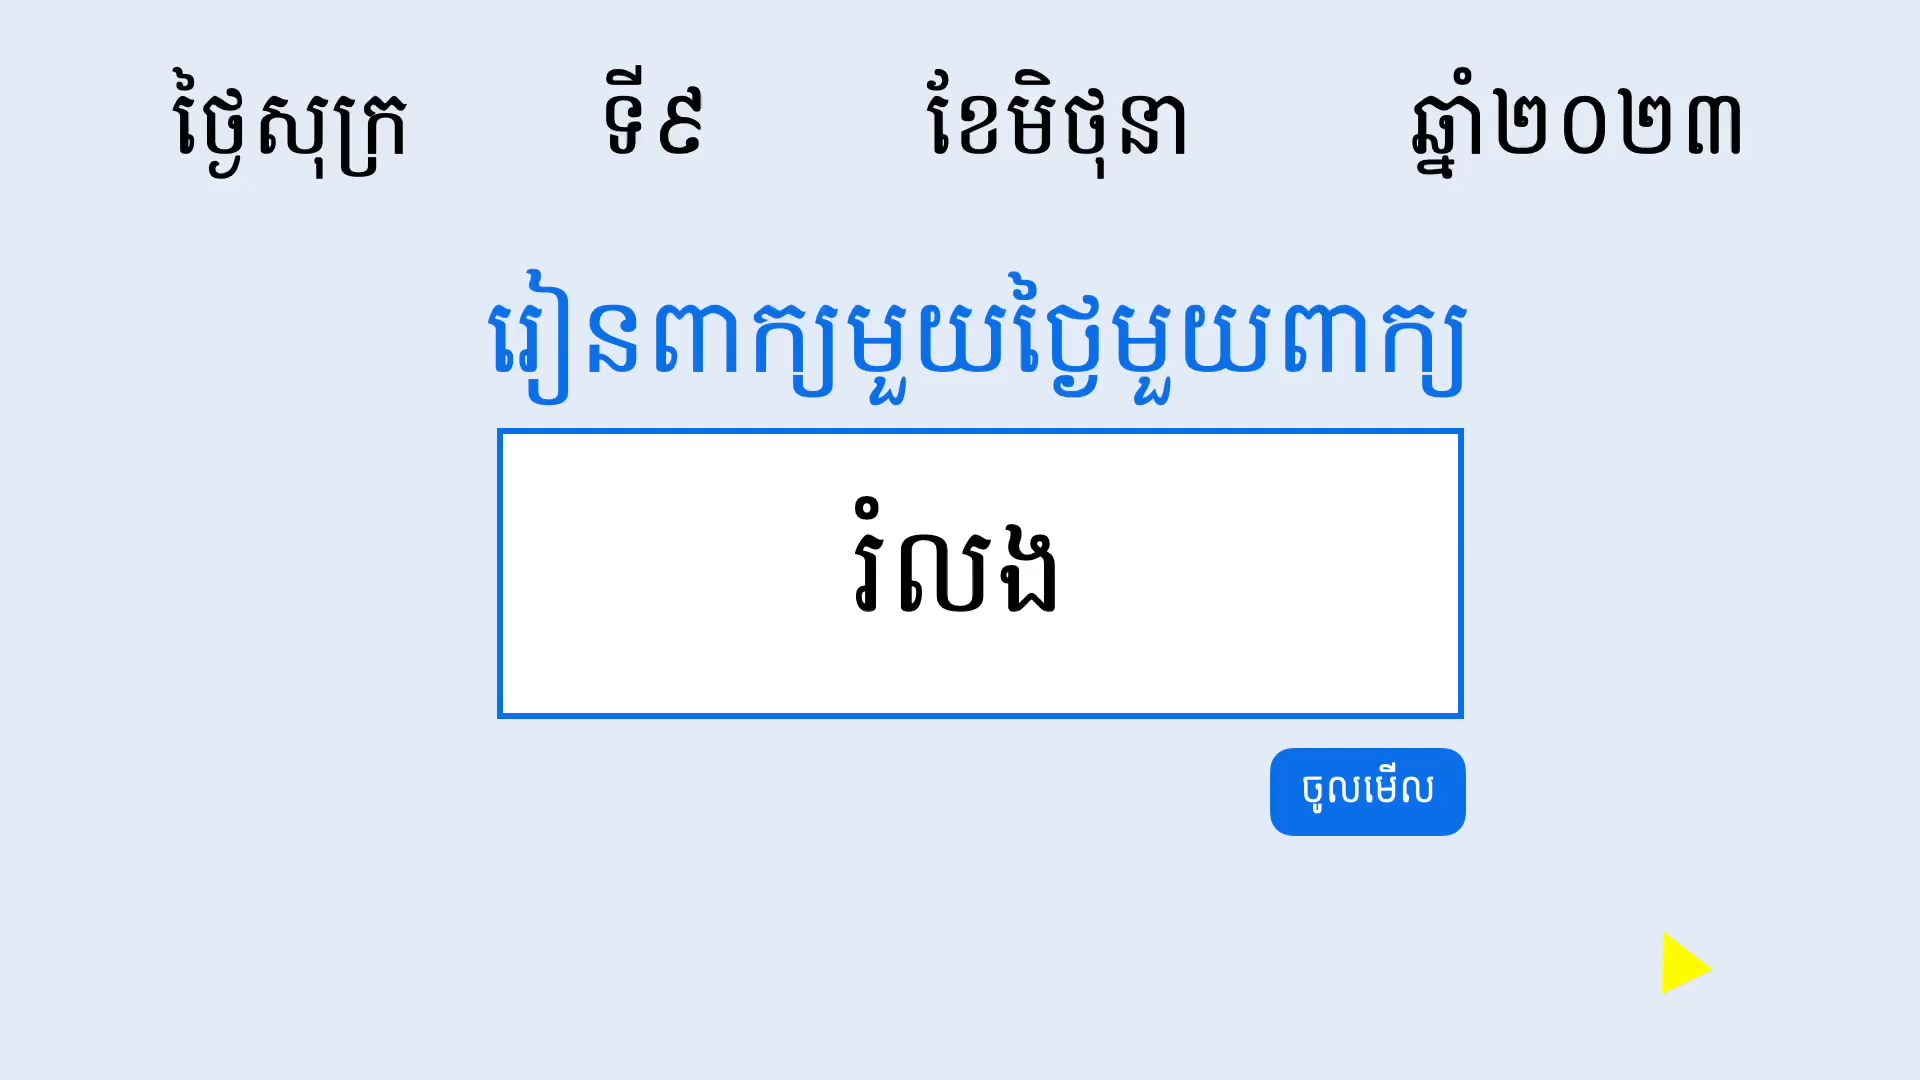 ថ្ងៃសុក្រ ទី៩ ខែមិថុនា ឆ្នាំ២០២៣
រៀនពាក្យមួយថ្ងៃមួយពាក្យ
រំលង
ចូលមើល